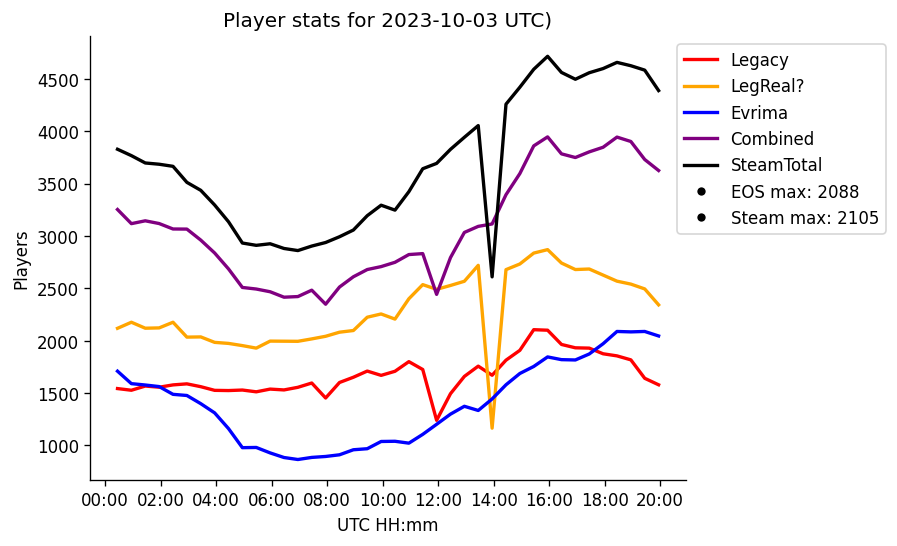 Player stats for 2023-10-03 UTC)
Players
4500
4000
3500
3000
2500
2000
1500
1000
00:00 02:00 04:00 06:00 08:00 10:00 12:00 14:00 16:00 18:00 20:00
UTC HH:mm
Legacy
LegReal?
Evrima
Combined
SteamTotal
EOS max: 2088
Steam max: 2105